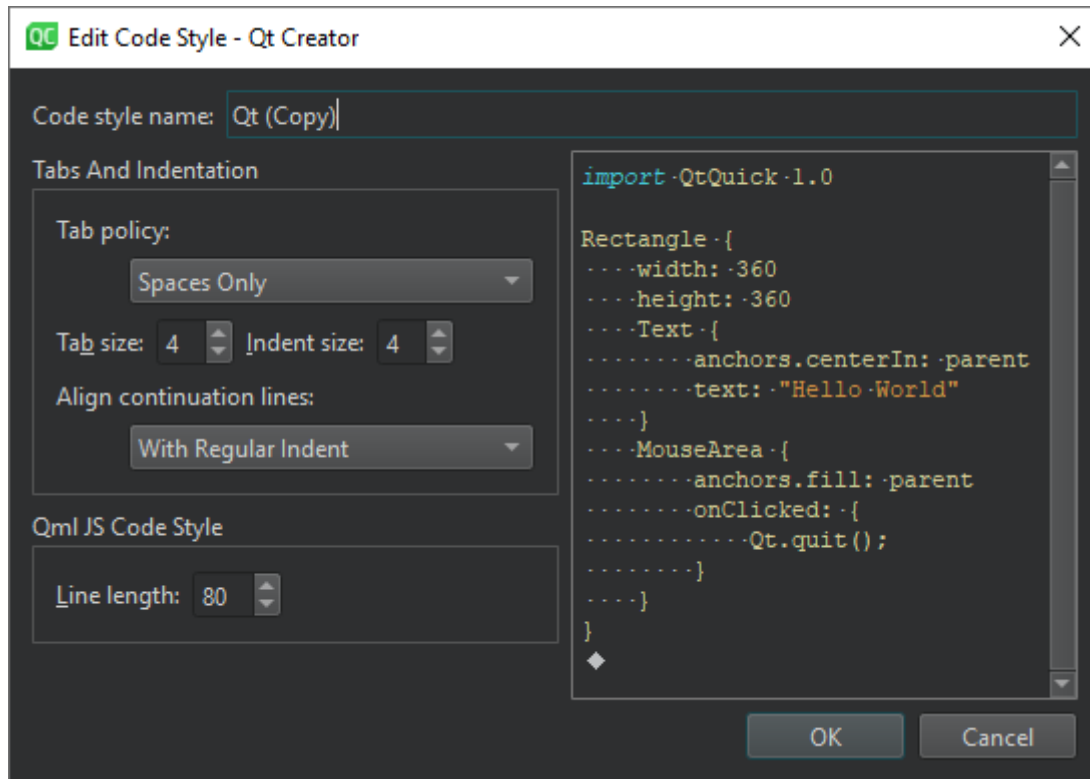 QC Edit Code Style - Qt Creator
Code style name: Qt (Copy)
Tabs And Indentation
Tab policy:
Spaces Only
Tab size: 4 Indent size: 4
Align continuation lines:
With Regular Indent
Qml JS Code Style
Line length: 80
import·QtQuick·1.0
Rectangle·{
····width:·360
····height:·360
····Text·{
········anchors.centerIn:·parent
········text:·"Hello·World"
····}
····MouseArea·{
········anchors.fill:·parent
········onClicked:·{
············Qt.quit();
········}
····}
}
OK Cancel